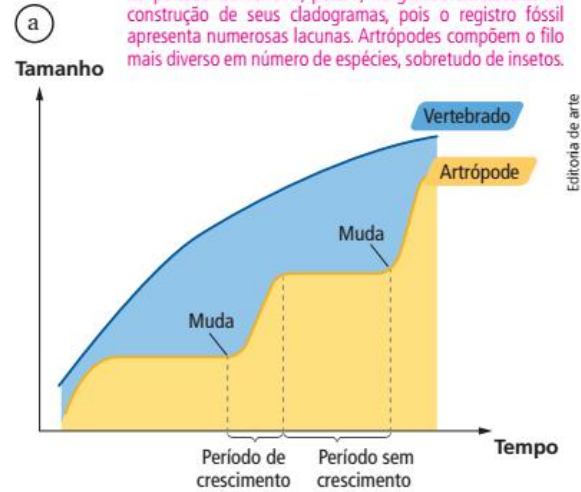 construção de seus cladogramas, pois o registro fóssil
apresenta numerosas lacunas. Artrópodes compõem o filo
mais diverso em número de espécies, sobretudo de insetos.
a
Tamanho
Vertebrado
Artrópode
Muda
Muda
Período de
crescimento
Período sem
crescimento
Tempo
Editoria de arte